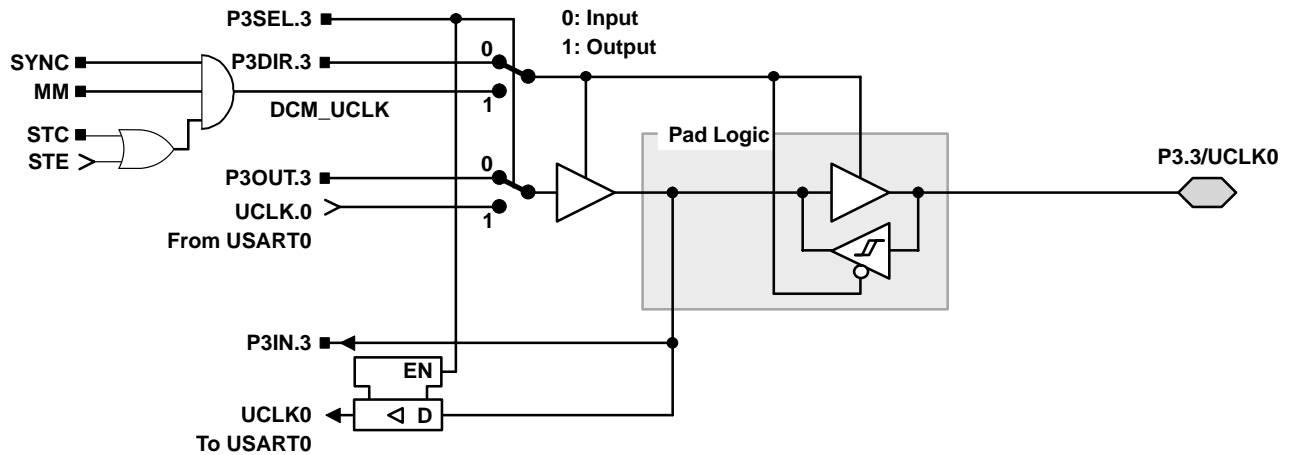 P3SEL.3
0: Input
1: Output
SYNC
P3DIR.3
0
MM
1
DCM_UCLK
STC
STE
Pad Logic
P3OUT.3
0
P3.3/UCLK0
UCLK.0
1
From USART0
P3IN.3
EN
UCLK0
D
To USART0